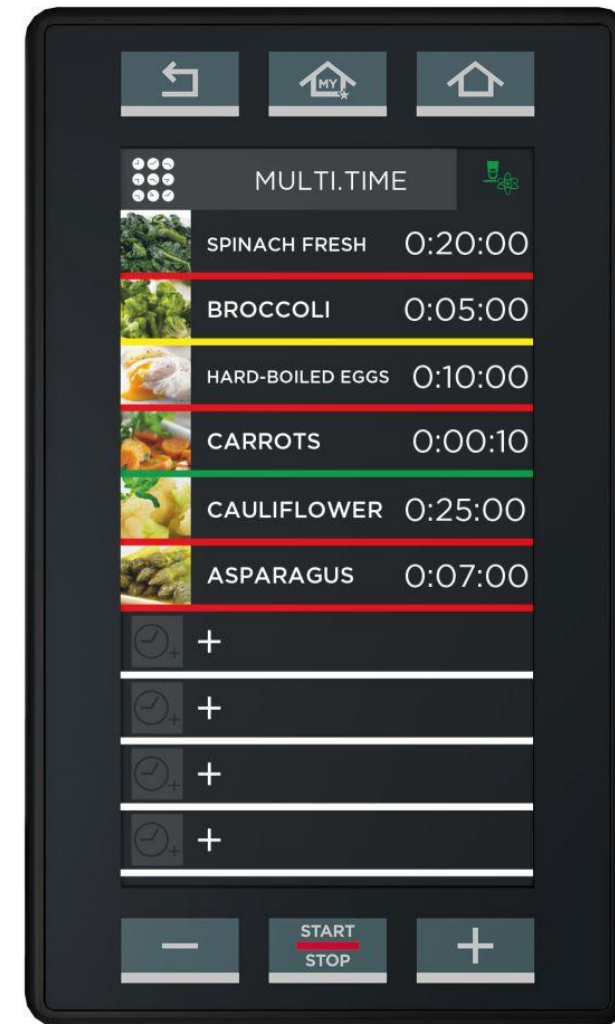 MY
MULTI.TIME
SPINACH FRESH 0:20:00
BROCCOLI 0:05:00
HARD-BOILED EGGS 0:10:00
CARROTS 0:00:10
CAULIFLOWER 0:25:00
ASPARAGUS 0:07:00
+
+
+
+
− START +
STOP